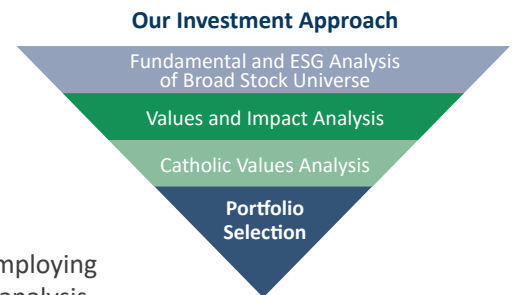 Our Investment Approach
Fundamental and ESG Analysis
of Broad Stock Universe
Values and Impact Analysis
Catholic Values Analysis
Portfolio
Selection
mploying
analysis